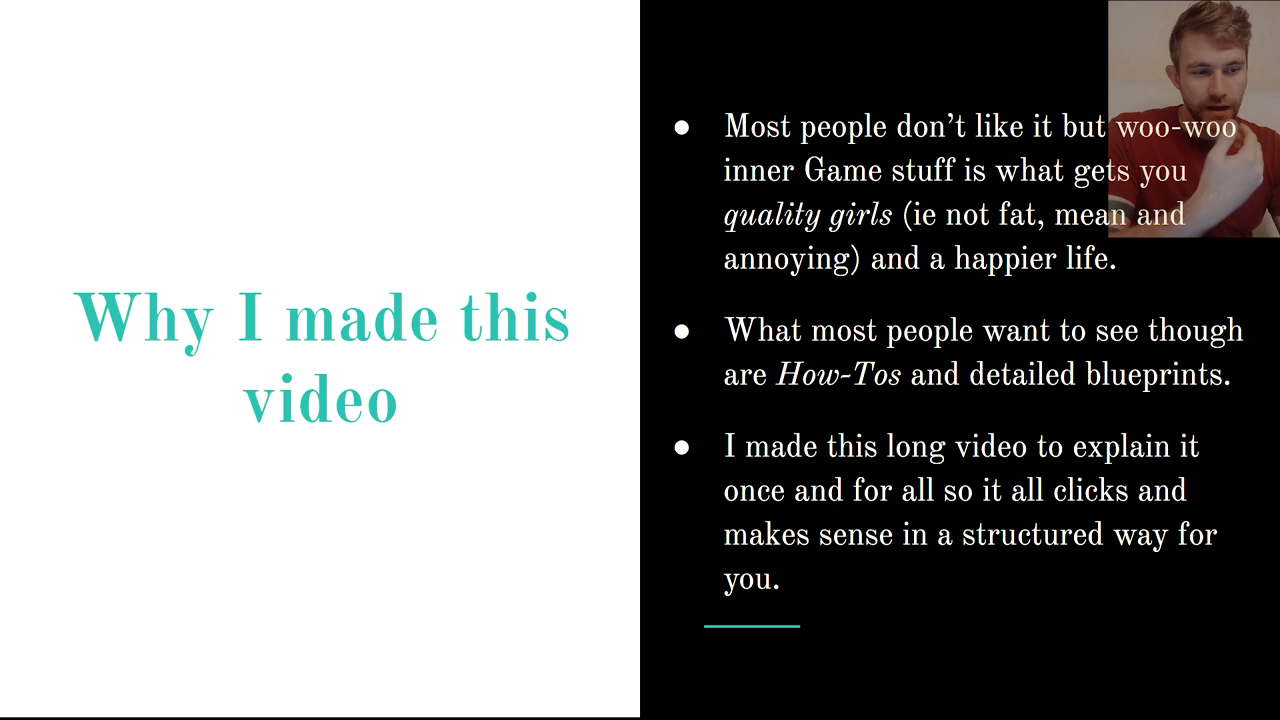 Why I made this
video
● Most people don’t like it but woo-woo
inner Game stuff is what gets you
quality girls (ie not fat, mean and
annoying) and a happier life.
● What most people want to see though
are How-Tos and detailed blueprints.
● I made this long video to explain it
once and for all so it all clicks and
makes sense in a structured way for
you.